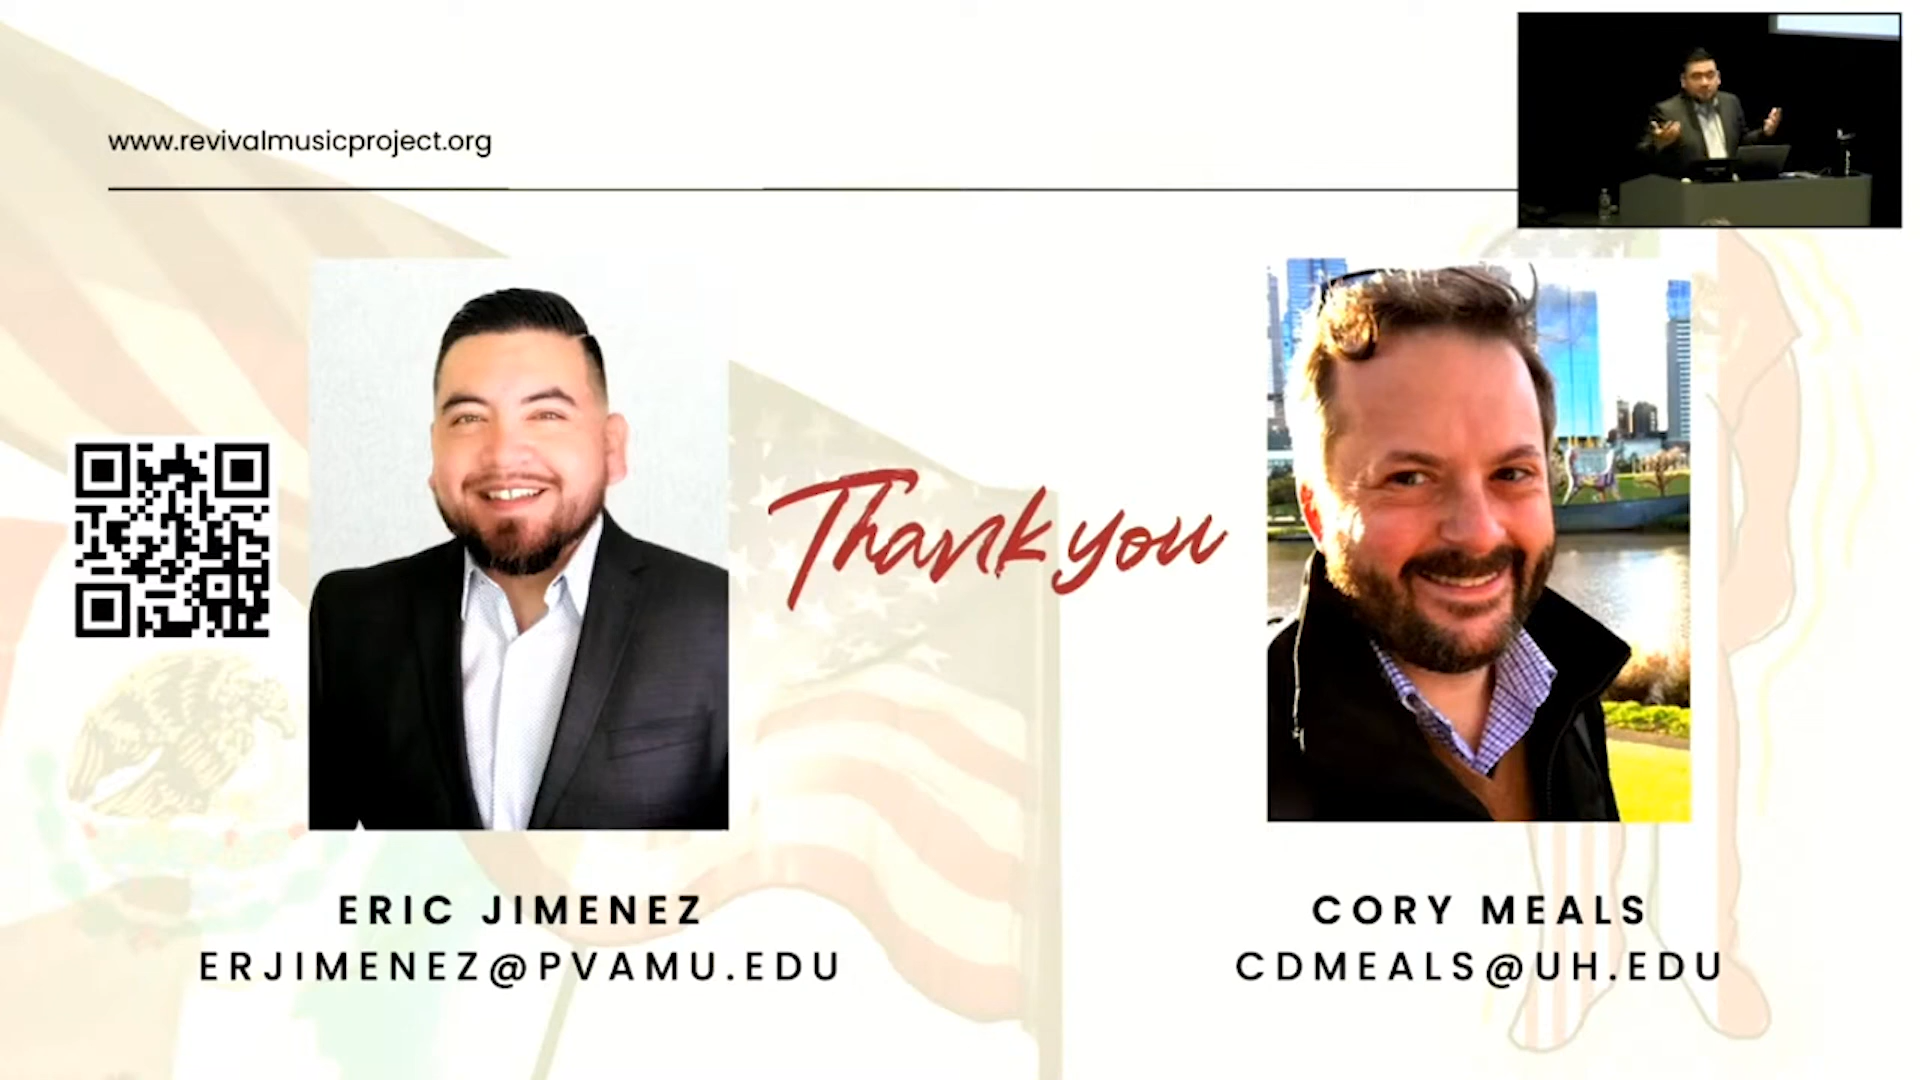 www.revivalmusicproject.org
Thank you
ERIC JIMENEZ
ERJIMENEZ@PVAMU.EDU
CORY MEALS
CDMEALS@UH.EDU